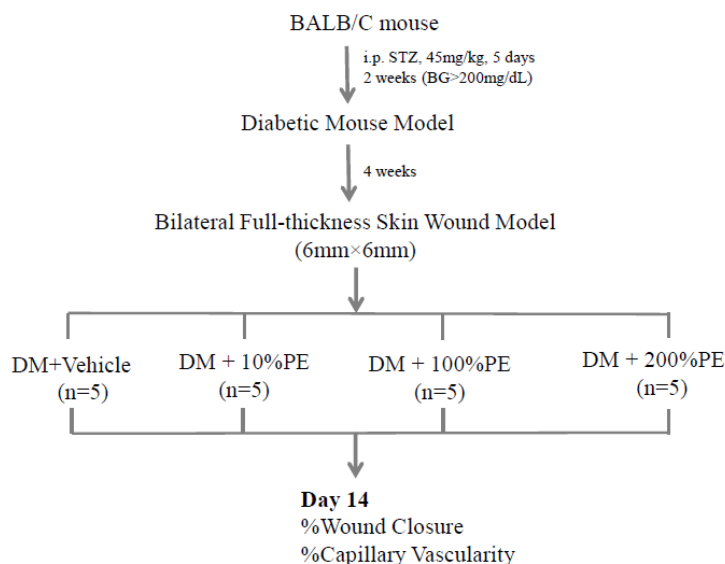 BALB/C mouse
i.p. STZ, 45mg/kg, 5 days
2 weeks (BG>200mg/dL)
Diabetic Mouse Model
4 weeks
Bilateral Full-thickness Skin Wound Model
(6mm×6mm)
DM+Vehicle
(n=5)
DM + 10%PE
(n=5)
DM + 100%PE
(n=5)
DM + 200%PE
(n=5)
Day 14
%Wound Closure
%Capillary Vascularity